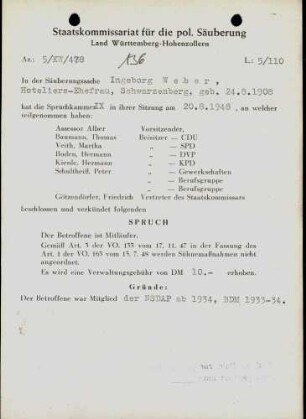 Staatskommissariat für die pol. Säuberung
Land Württemberg-Hohenzollern
Nr.: 5/XX/478 L: 5/110
In der Säuberungssache Ingeborg Weber,
Hoteliers-Ehefrau, Schwarzenberg, geb. 24.8.1908
hat die Spruchkammer IX in ihrer Sitzung am 20.8.1948, an welcher
teilgenommen haben:
Assessor Alber Vorsitzender,
Baumann, Thomas Beisitzer — CDU
Veith, Martha „ — SPD
Boden, Hermann „ — DVP
Kienle, Hermann „ — KPD
Schultheiß, Peter „ — Gewerkschaften
„ — Berufsgruppe
„ — Berufsgruppe
Götzendörfer, Friedrich Vertreter des Staatskommissars
beschlossen und verkündet folgenden
SPRUCH
Der Betroffene ist Mitläufer.
Gemäß Art. 3 der VO. 133 vom 17. 11. 47 in der Fassung des
Art. 1 der VO. 165 vom 13. 7. 48 werden Sühnemaßnahmen nicht
angeordnet.
Es wird eine Verwaltungsgebühr von DM 10.- erhoben.
Gründe:
Der Betroffene war Mitglied der NSDAP ab 1934, BDM 1933-34.